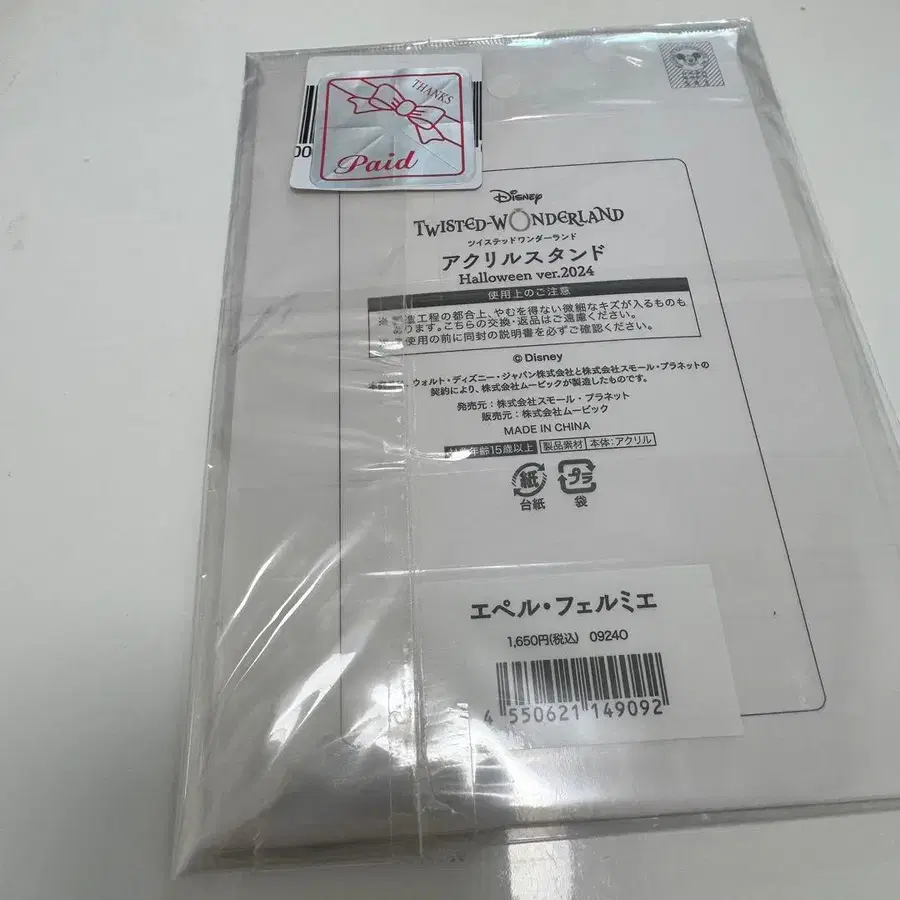 THANKS
Paid
00
Disney
TWISTED-WONDERLAND
ツイステッドワンダーランド
アクリルスタンド
Halloween ver.2024
使用上のご注意
造工程の都合上、やむを得ない微細なキズが入るものも
あります。こちらの交換・返品はご遠慮ください。
使用の前に同封の説明書を必ずご確認ください。
©Disney
ウォルト・ディズニー・ジャパン株式会社と株式会社スモール・プラネットの
契約により、株式会社ムービックが製造したものです。
発売元：株式会社スモール・プラネット
販売元：株式会社ムービック
MADE IN CHINA
年齢15歳以上 製品素材 本体：アクリル
紙 プラ
台紙 袋
エペル・フェルミエ
1,650円(税込) 09240
4 550621 149092